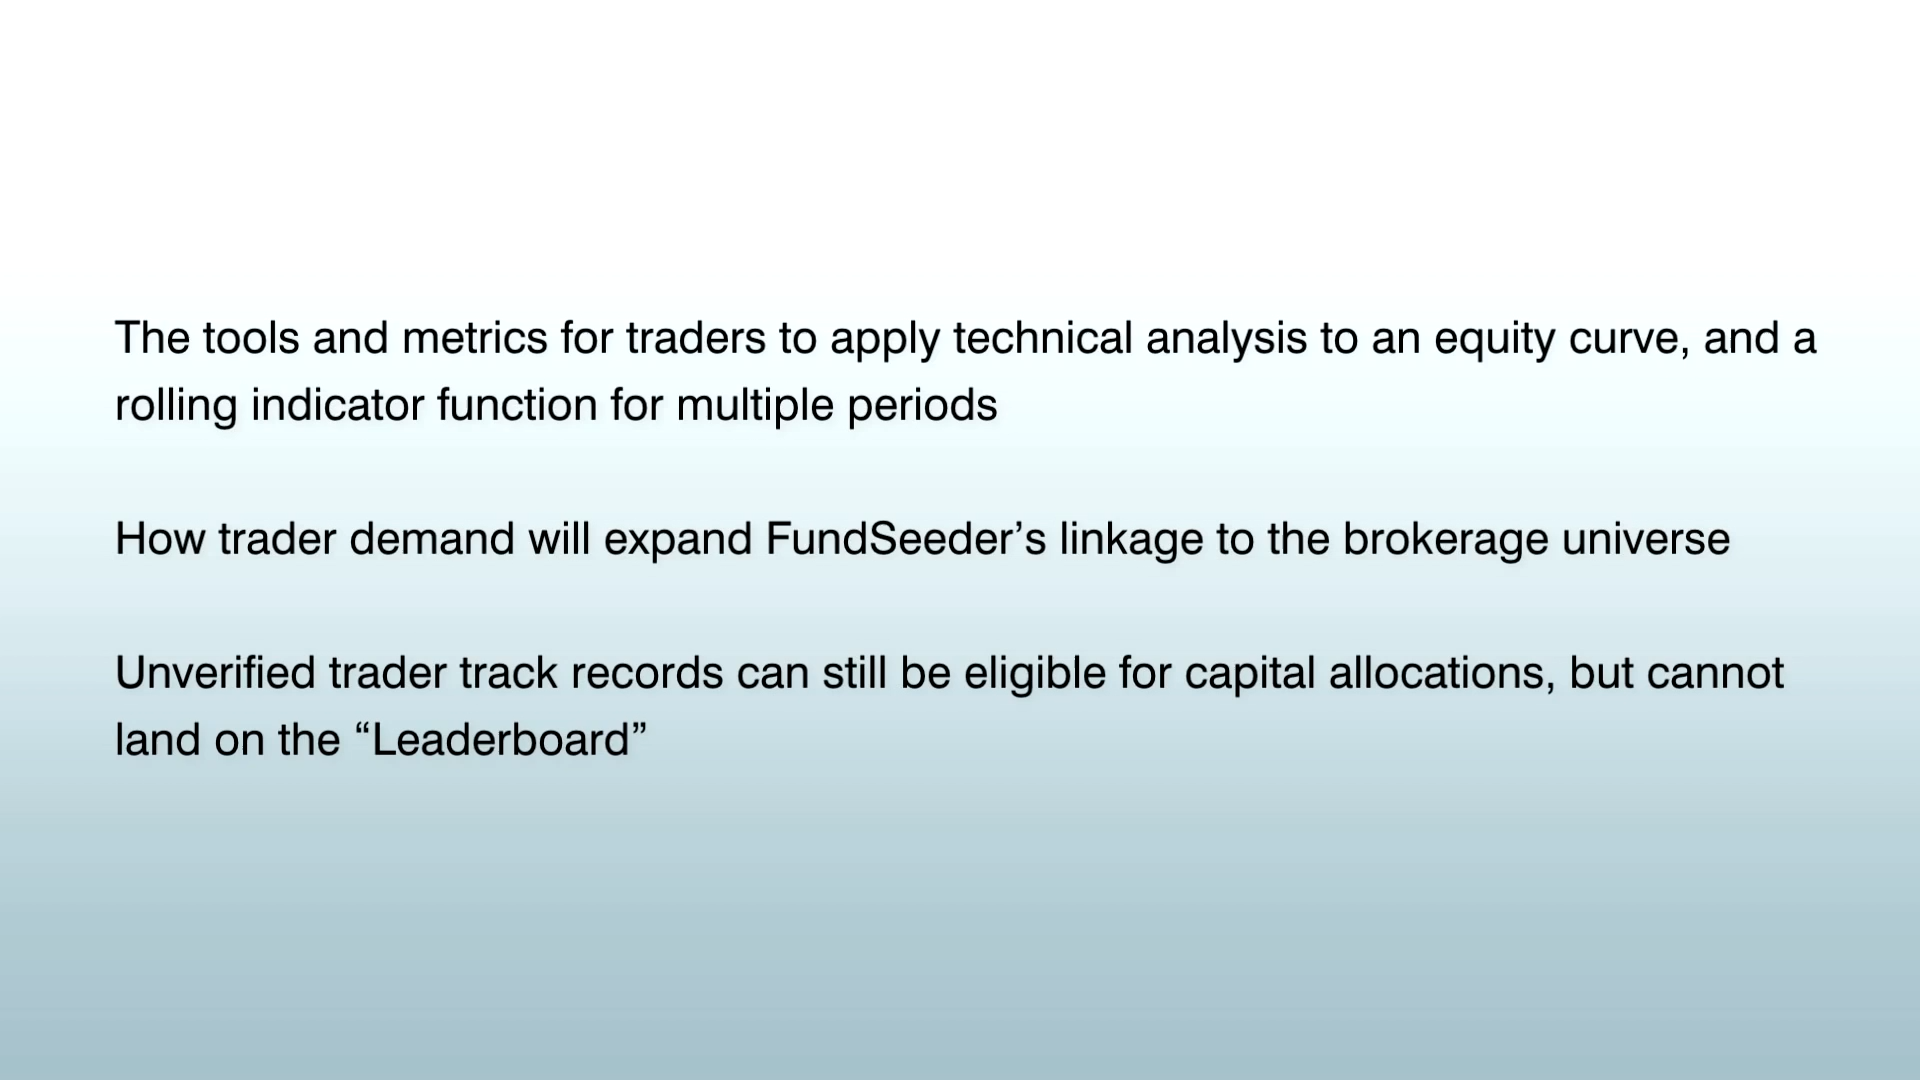 The tools and metrics for traders to apply technical analysis to an equity curve, and a
rolling indicator function for multiple periods
How trader demand will expand FundSeeder’s linkage to the brokerage universe
Unverified trader track records can still be eligible for capital allocations, but cannot
land on the “Leaderboard”